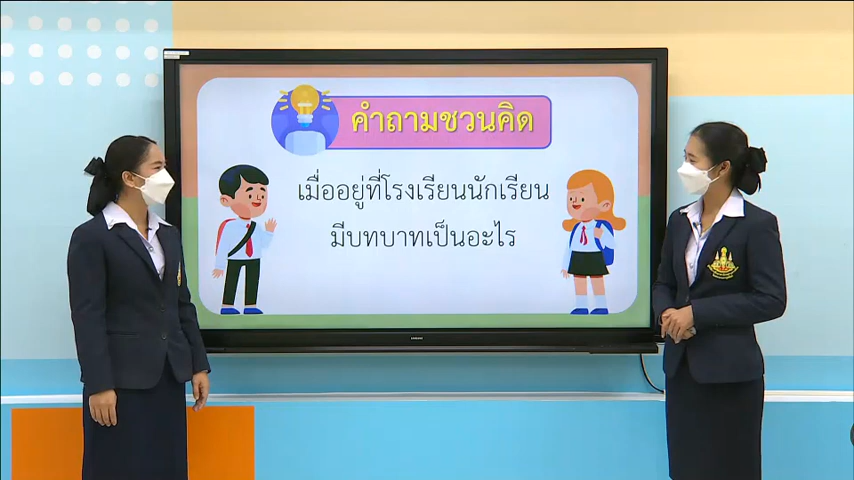 คำถามชวนคิด
เมื่ออยู่ที่โรงเรียนนักเรียน
มีบทบาทเป็นอะไร
SAMSUNG